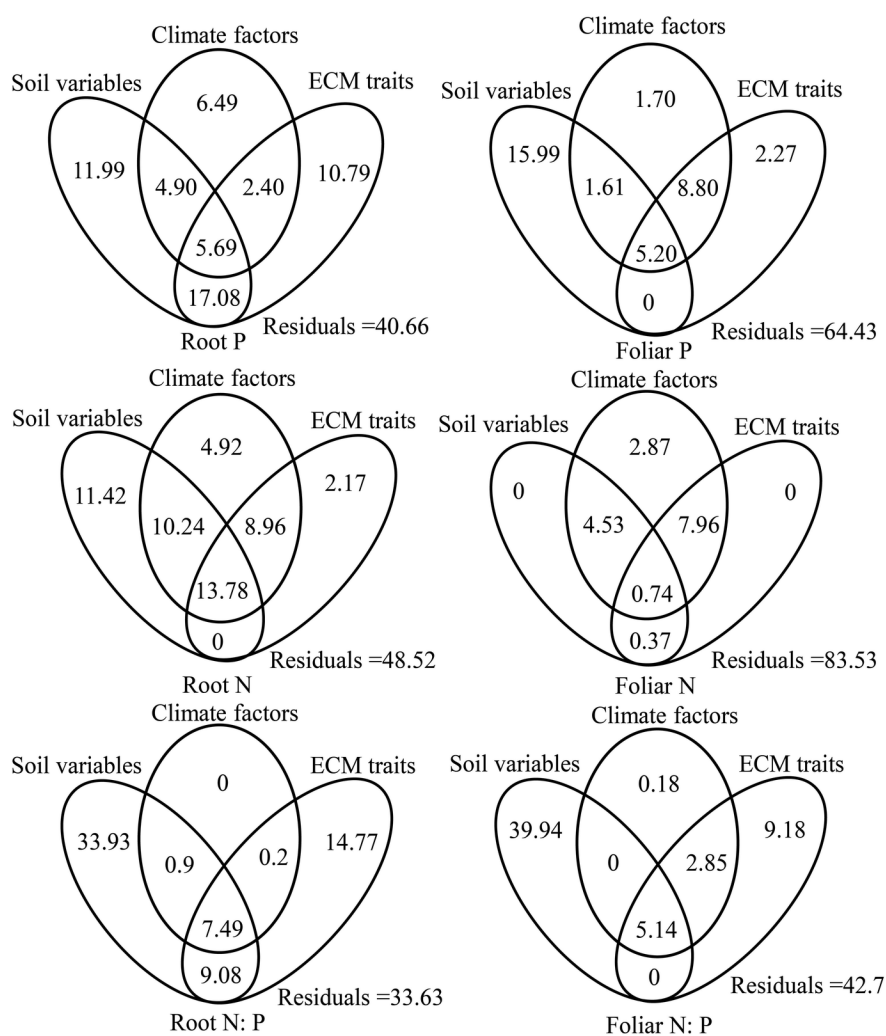 Climate factors
Soil variables
ECM traits
6.49
11.99
4.90
2.40
10.79
5.69
17.08
Residuals =40.66
Root P
Climate factors
Soil variables
ECM traits
1.70
15.99
1.61
8.80
2.27
5.20
0
Residuals =64.43
Foliar P
Climate factors
Soil variables
ECM traits
4.92
11.42
10.24
8.96
2.17
13.78
0
Residuals =48.52
Root N
Climate factors
Soil variables
ECM traits
2.87
0
4.53
7.96
0
0.74
0.37
Residuals =83.53
Foliar N
Climate factors
Soil variables
ECM traits
0
33.93
0.9
0.2
14.77
7.49
9.08
Residuals =33.63
Root N: P
Climate factors
Soil variables
ECM traits
0.18
39.94
0
2.85
9.18
5.14
0
Residuals =42.7
Foliar N: P